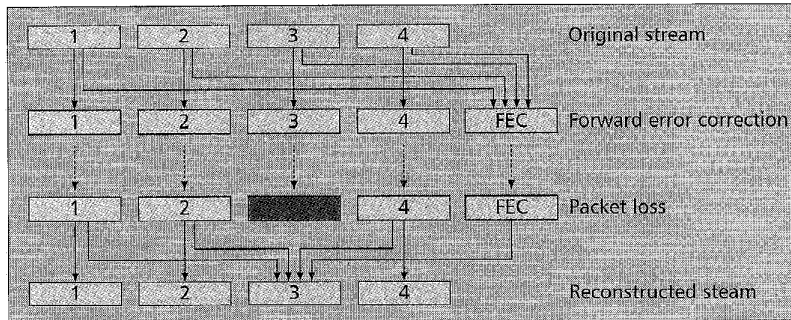 1 2 3 4 Original stream
1 2 3 4 FEC Forward error correction
1 2 4 FEC Packet loss
1 2 3 4 Reconstructed steam